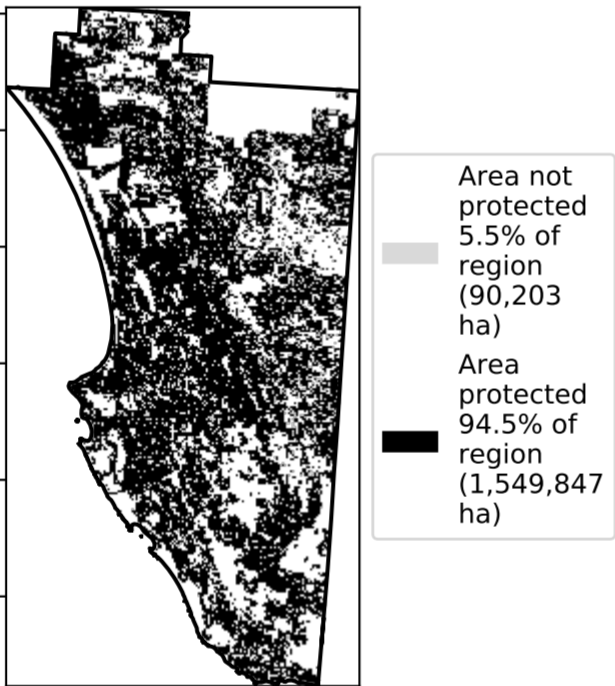 Area not
protected
5.5% of
region
(90,203
ha)
Area
protected
94.5% of
region
(1,549,847
ha)